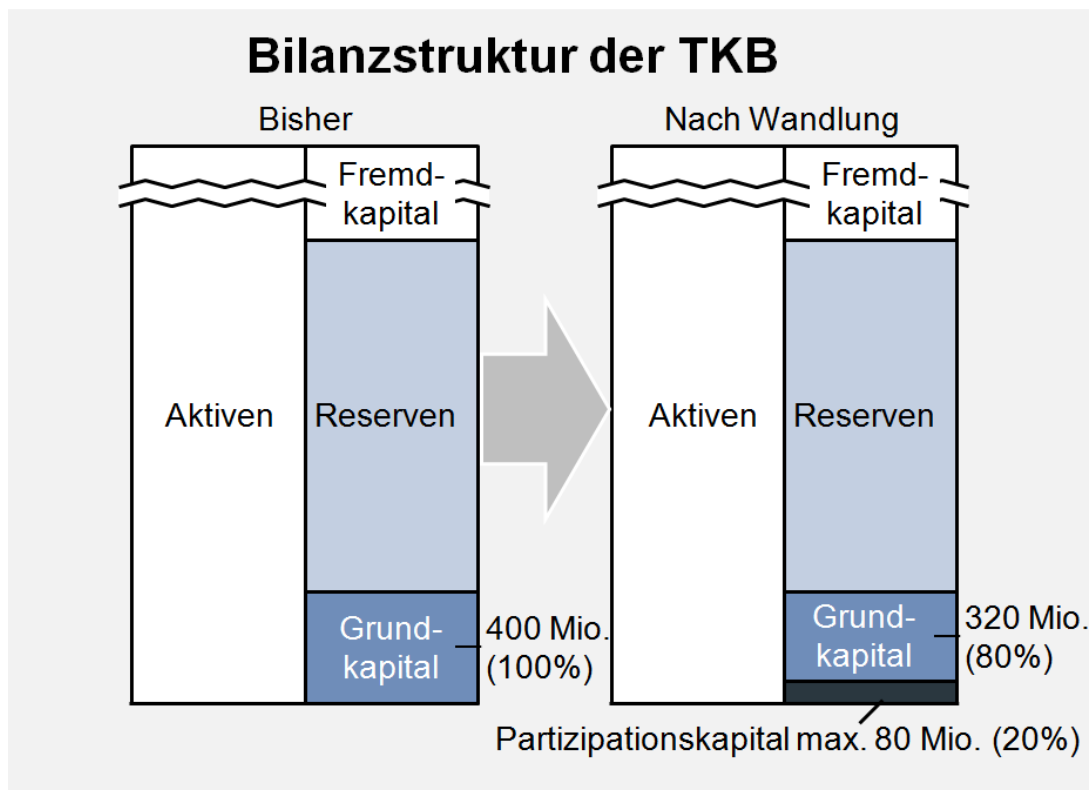 Bilanzstruktur der TKB
Bisher
Fremd-
kapital
Aktiven
Reserven
Grund-
kapital
400 Mio.
(100%)
Nach Wandlung
Fremd-
kapital
Aktiven
Reserven
Grund-
kapital
320 Mio.
(80%)
Partizipationskapital max. 80 Mio. (20%)